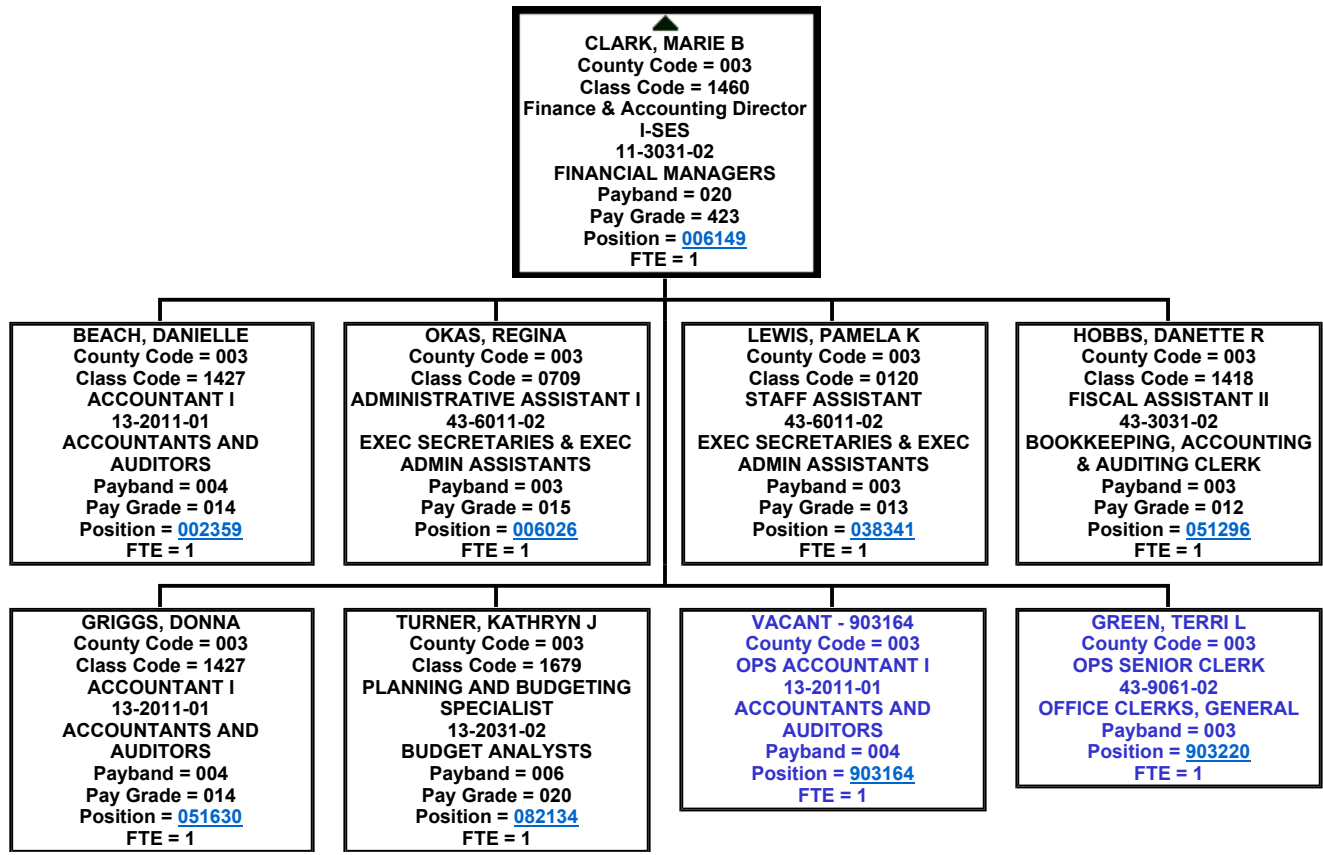 CLARK, MARIE B
County Code = 003
Class Code = 1460
Finance & Accounting Director
I-SES
11-3031-02
FINANCIAL MANAGERS
Payband = 020
Pay Grade = 423
Position = 006149
FTE = 1
BEACH, DANIELLE
County Code = 003
Class Code = 1427
ACCOUNTANT I
13-2011-01
ACCOUNTANTS AND
AUDITORS
Payband = 004
Pay Grade = 014
Position = 002359
FTE = 1
OKAS, REGINA
County Code = 003
Class Code = 0709
ADMINISTRATIVE ASSISTANT I
43-6011-02
EXEC SECRETARIES & EXEC
ADMIN ASSISTANTS
Payband = 003
Pay Grade = 015
Position = 006026
FTE = 1
LEWIS, PAMELA K
County Code = 003
Class Code = 0120
STAFF ASSISTANT
43-6011-02
EXEC SECRETARIES & EXEC
ADMIN ASSISTANTS
Payband = 003
Pay Grade = 013
Position = 038341
FTE = 1
HOBBS, DANETTE R
County Code = 003
Class Code = 1418
FISCAL ASSISTANT II
43-3031-02
BOOKKEEPING, ACCOUNTING
& AUDITING CLERK
Payband = 003
Pay Grade = 012
Position = 051296
FTE = 1
GRIGGS, DONNA
County Code = 003
Class Code = 1427
ACCOUNTANT I
13-2011-01
ACCOUNTANTS AND
AUDITORS
Payband = 004
Pay Grade = 014
Position = 051630
FTE = 1
TURNER, KATHRYN J
County Code = 003
Class Code = 1679
PLANNING AND BUDGETING
SPECIALIST
13-2031-02
BUDGET ANALYSTS
Payband = 006
Pay Grade = 020
Position = 082134
FTE = 1
VACANT - 903164
County Code = 003
OPS ACCOUNTANT I
13-2011-01
ACCOUNTANTS AND
AUDITORS
Payband = 004
Position = 903164
FTE = 1
GREEN, TERRI L
County Code = 003
OPS SENIOR CLERK
43-9061-02
OFFICE CLERKS, GENERAL
Payband = 003
Position = 903220
FTE = 1